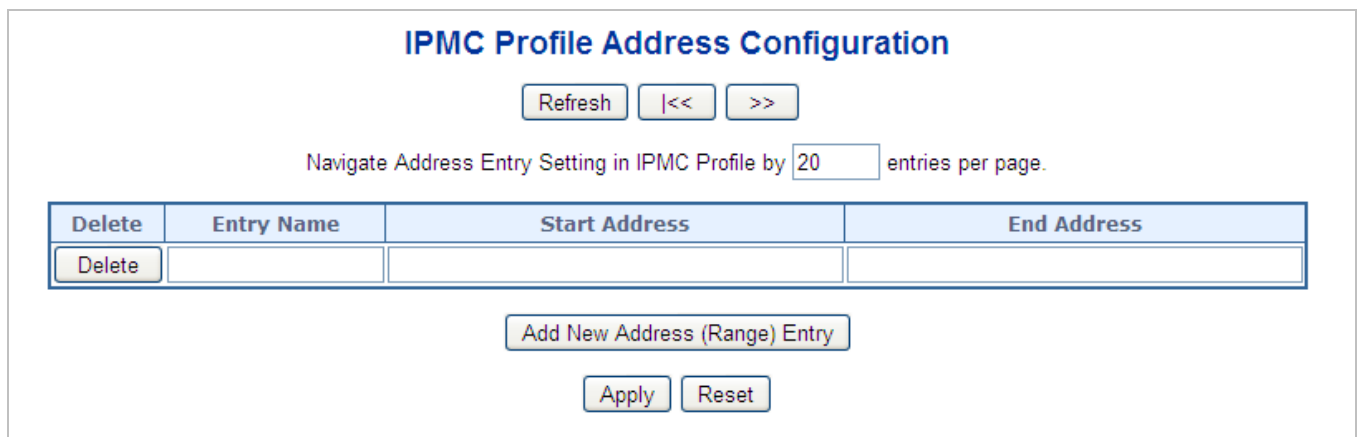 IPMC Profile Address Configuration
Refresh |<< >>
Navigate Address Entry Setting in IPMC Profile by 20 entries per page.
Delete Entry Name Start Address End Address
Delete
Add New Address (Range) Entry
Apply Reset